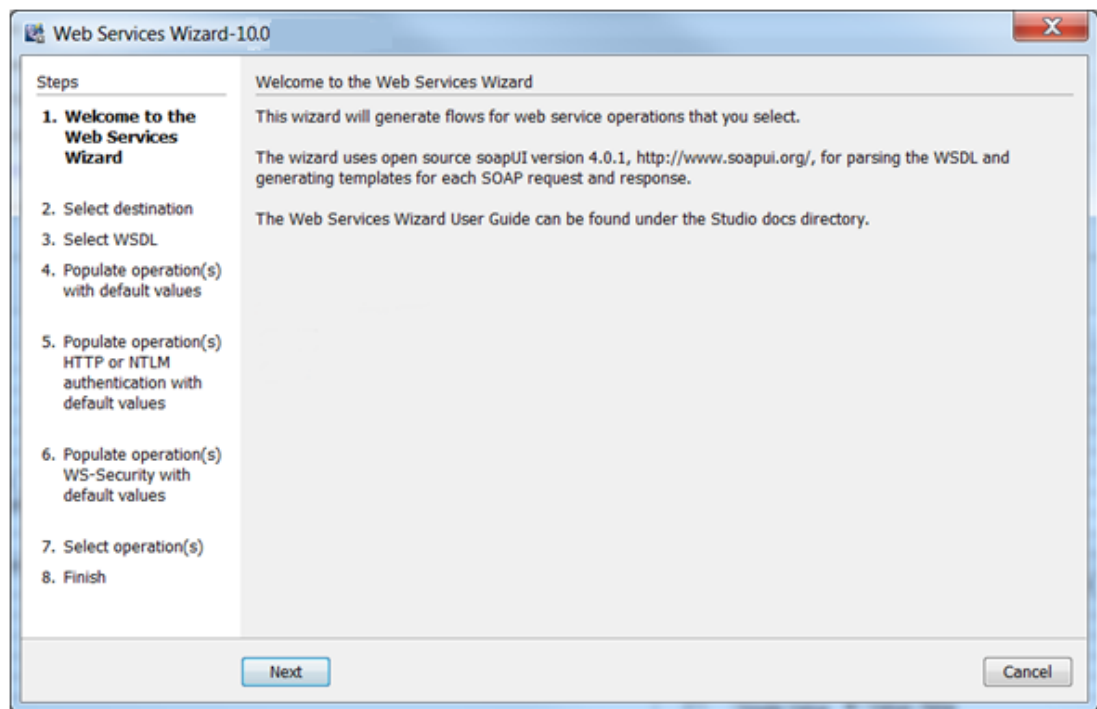 Web Services Wizard-10.0
Steps
1. Welcome to the
Web Services
Wizard
2. Select destination
3. Select WSDL
4. Populate operation(s)
with default values
5. Populate operation(s)
HTTP or NTLM
authentication with
default values
6. Populate operation(s)
WS-Security with
default values
7. Select operation(s)
8. Finish
Welcome to the Web Services Wizard
This wizard will generate flows for web service operations that you select.
The wizard uses open source soapUI version 4.0.1, http://www.soapui.org/, for parsing the WSDL and
generating templates for each SOAP request and response.
The Web Services Wizard User Guide can be found under the Studio docs directory.
Next
Cancel